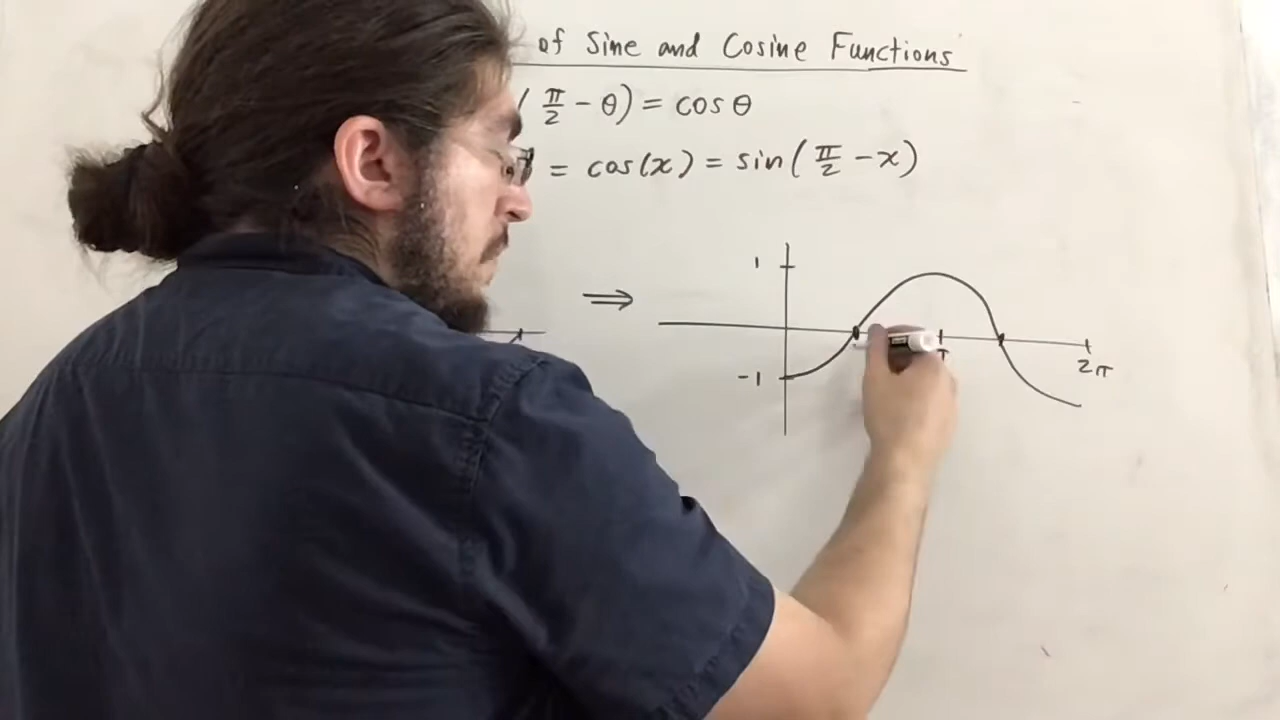 of Sine and Cosine Functions
(π/2 - θ) = cos θ
= cos(x) = sin(π/2 - x)
1
-1
π
2π